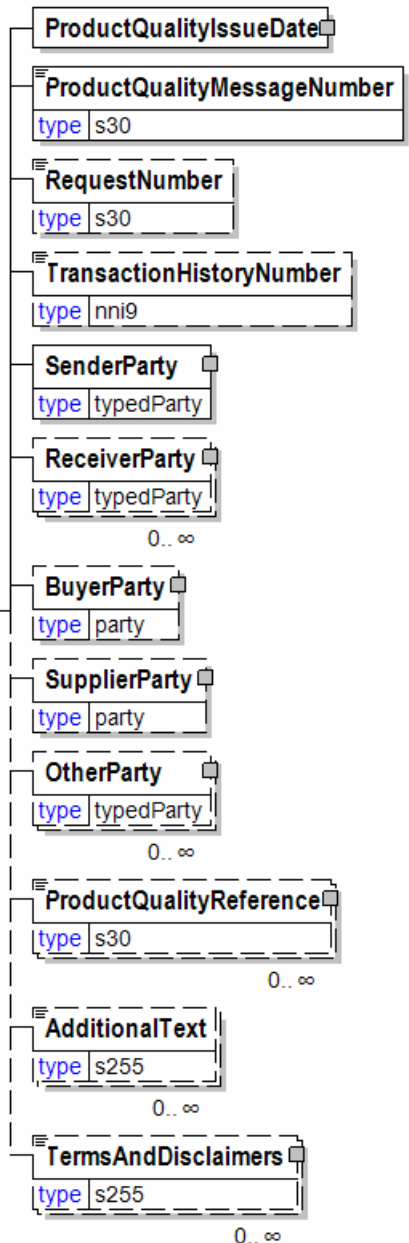 ProductQualityIssueDate
ProductQualityMessageNumber
type s30
RequestNumber
type s30
TransactionHistoryNumber
type nni9
SenderParty
type typedParty
ReceiverParty
type typedParty
0.. ∞
BuyerParty
type party
SupplierParty
type party
OtherParty
type typedParty
0.. ∞
ProductQualityReference
type s30
0.. ∞
AdditionalText
type s255
0.. ∞
TermsAndDisclaimers
type s255
0.. ∞